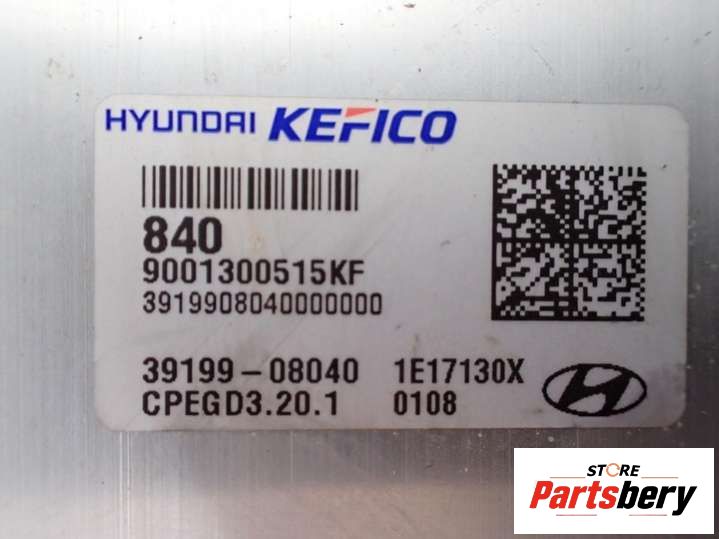 HYUNDAI KEFICO
840
9001300515KF
3919908040000000
39199-08040 1E17130X
CPEGD3.20.1 0108
STORE
Partsbery